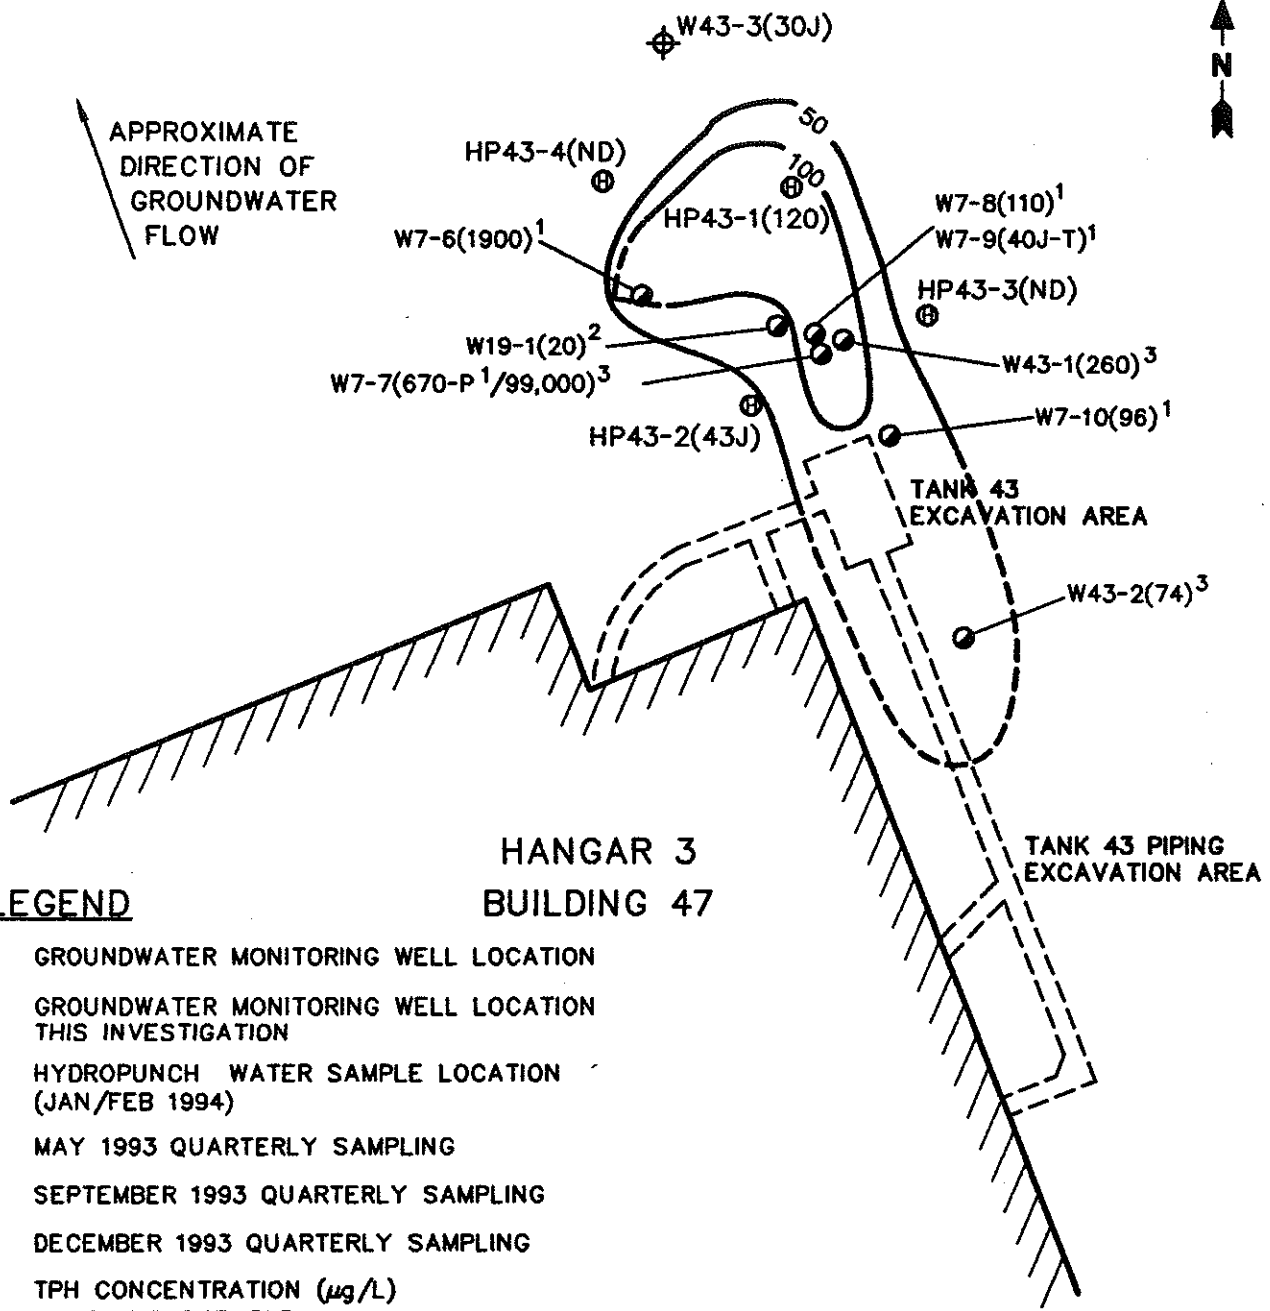 W43-3(30J)
N
APPROXIMATE
DIRECTION OF
GROUNDWATER
FLOW
50
HP43-4(ND)
100
HP43-1(120)
W7-8(110)¹
W7-9(40J-T)¹
W7-6(1900)¹
HP43-3(ND)
W19-1(20)²
W43-1(260)³
W7-7(670-P¹/99,000)³
W7-10(96)¹
HP43-2(43J)
TANK 43
EXCAVATION AREA
W43-2(74)³
HANGAR 3
BUILDING 47
TANK 43 PIPING
EXCAVATION AREA
LEGEND
GROUNDWATER MONITORING WELL LOCATION
GROUNDWATER MONITORING WELL LOCATION
THIS INVESTIGATION
HYDROPUNCH WATER SAMPLE LOCATION
(JAN/FEB 1994)
MAY 1993 QUARTERLY SAMPLING
SEPTEMBER 1993 QUARTERLY SAMPLING
DECEMBER 1993 QUARTERLY SAMPLING
TPH CONCENTRATION (µg/L)